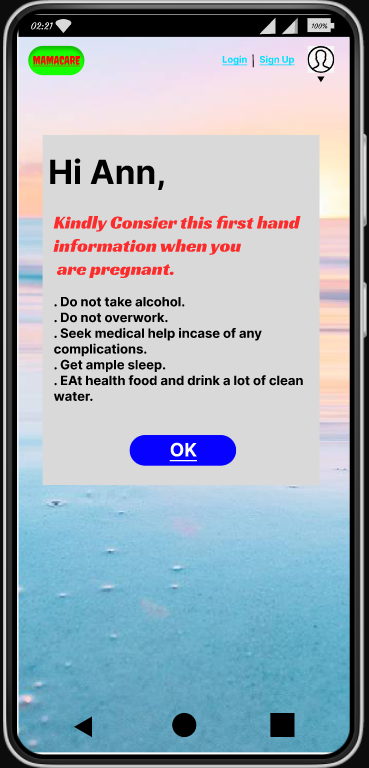 02:21 100%
MAMACARE Login | Sign Up
Hi Ann,
Kindly Consier this first hand
information when you
are pregnant.
. Do not take alcohol.
. Do not overwork.
. Seek medical help incase of any
complications.
. Get ample sleep.
. EAt health food and drink a lot of clean
water.
OK